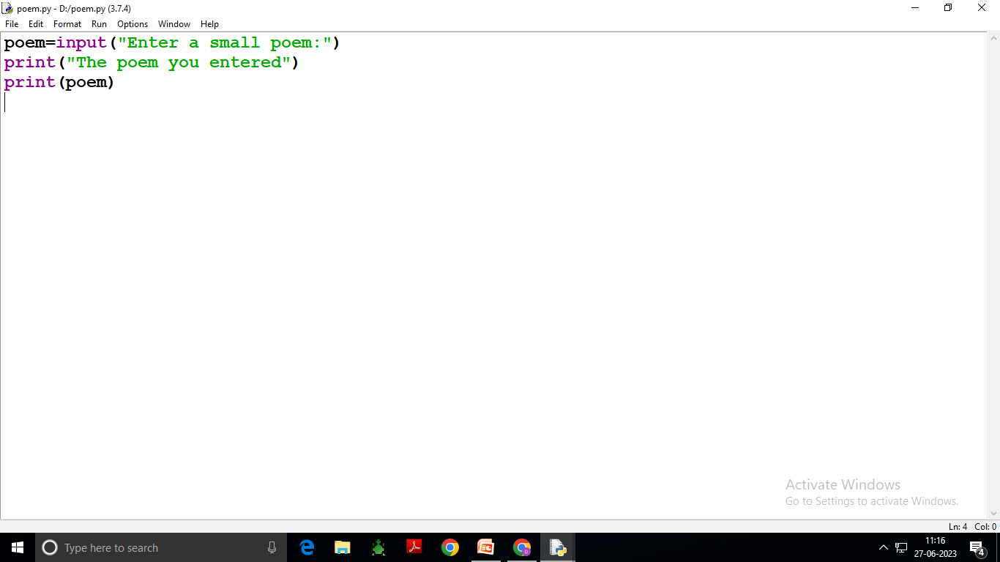 poem.py - D:/poem.py (3.7.4)
File Edit Format Run Options Window Help
poem=input("Enter a small poem:")
print("The poem you entered")
print(poem)
Activate Windows
Go to Settings to activate Windows.
Ln: 4 Col: 0
Type here to search
11:16
27-06-2023
4